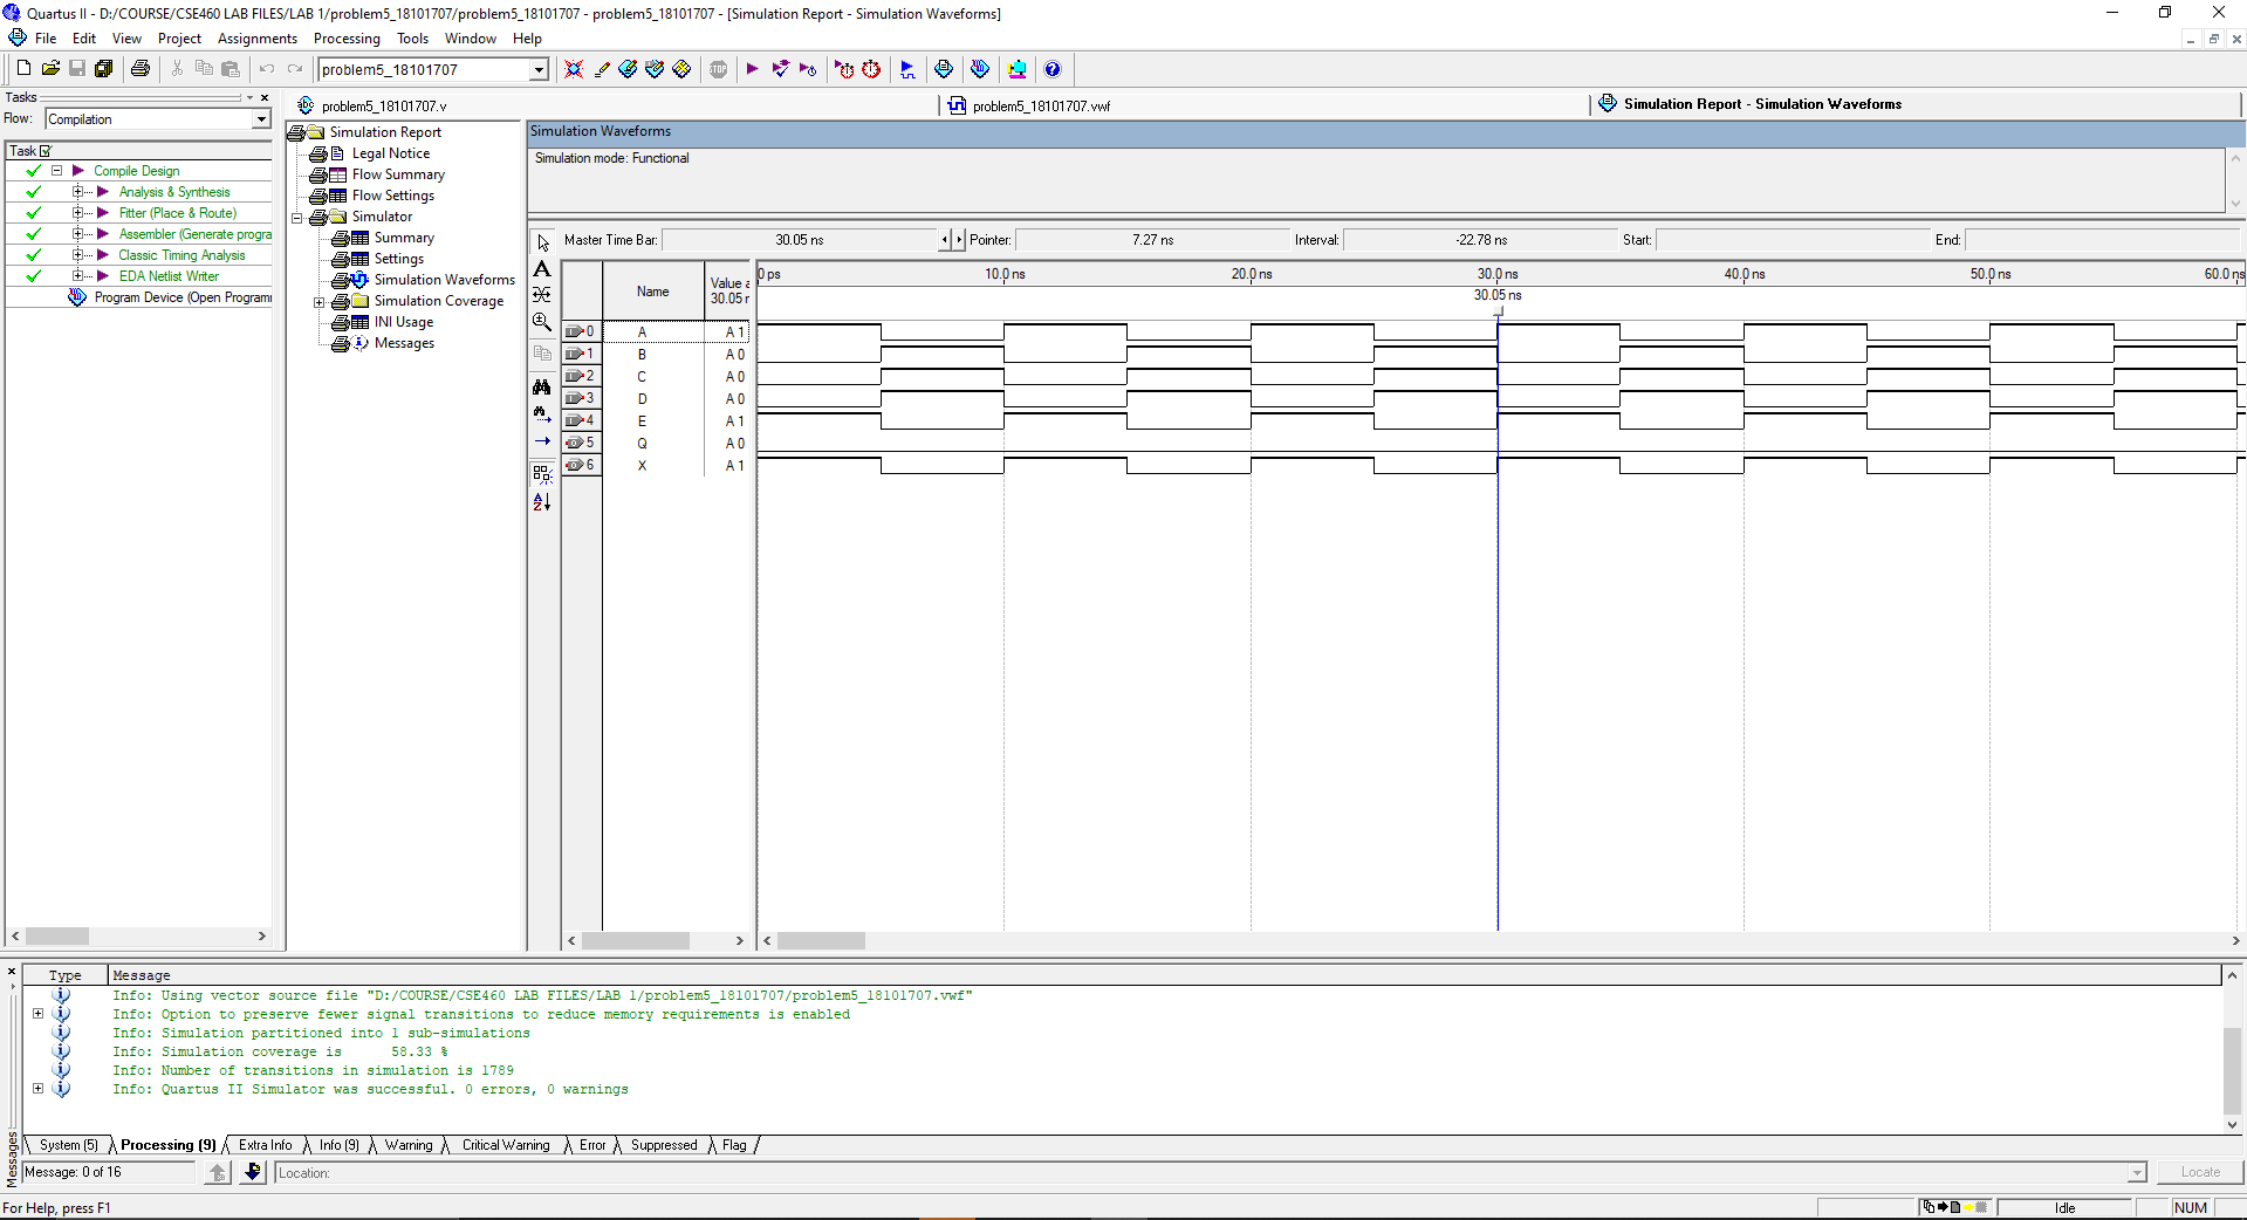 Quartus II - D:/COURSE/CSE460 LAB FILES/LAB 1/problem5_18101707/problem5_18101707 - problem5_18101707 - [Simulation Report - Simulation Waveforms]
File Edit View Project Assignments Processing Tools Window Help
problem5_18101707
Tasks
Flow: Compilation
Task
Compile Design
Analysis & Synthesis
Fitter (Place & Route)
Assembler (Generate progra
Classic Timing Analysis
EDA Netlist Writer
Program Device (Open Programm
problem5_18101707.v
problem5_18101707.vwf
Simulation Report - Simulation Waveforms
Simulation Report
Legal Notice
Flow Summary
Flow Settings
Simulator
Summary
Settings
Simulation Waveforms
Simulation Coverage
INI Usage
Messages
Simulation Waveforms
Simulation mode: Functional
Master Time Bar: 30.05 ns Pointer: 7.27 ns Interval: -22.78 ns Start: End:
Name Value a
30.05 r
0 ps 10.0 ns 20.0 ns 30.0 ns 40.0 ns 50.0 ns 60.0 ns
30.05 ns
0 A A 1
1 B A 0
2 C A 0
3 D A 0
4 E A 1
5 Q A 0
6 X A 1
Type Message
Info: Using vector source file "D:/COURSE/CSE460 LAB FILES/LAB 1/problem5_18101707/problem5_18101707.vwf"
Info: Option to preserve fewer signal transitions to reduce memory requirements is enabled
Info: Simulation partitioned into 1 sub-simulations
Info: Simulation coverage is 58.33 %
Info: Number of transitions in simulation is 1789
Info: Quartus II Simulator was successful. 0 errors, 0 warnings
System (5) Processing (9) Extra Info Info (9) Warning Critical Warning Error Suppressed Flag
Messages
Message: 0 of 16 Location: Locate
For Help, press F1 Idle NUM